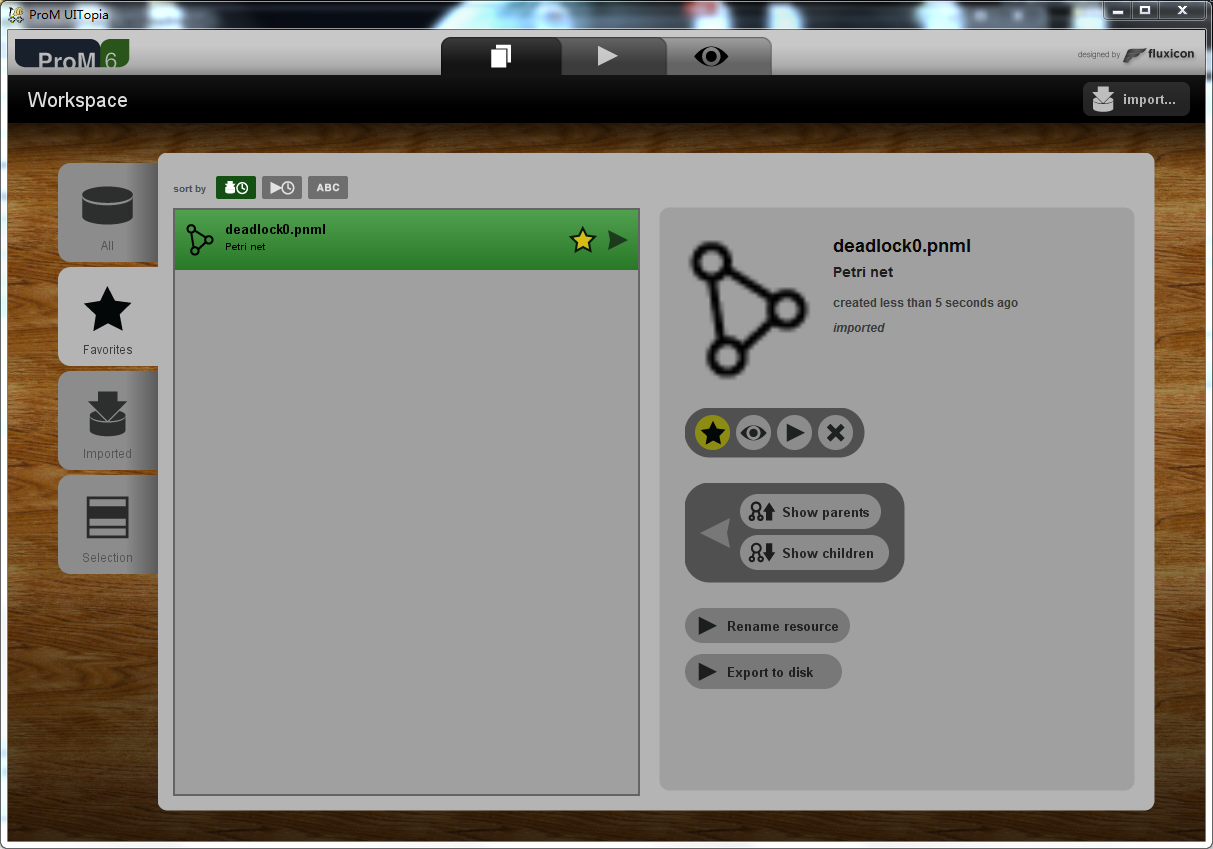 ProM UITopia
ProM 6
designed by fluxicon
Workspace
import...
All
Favorites
Imported
Selection
sort by
ABC
deadlock0.pnml
Petri net
deadlock0.pnml
Petri net
created less than 5 seconds ago
imported
Show parents
Show children
Rename resource
Export to disk